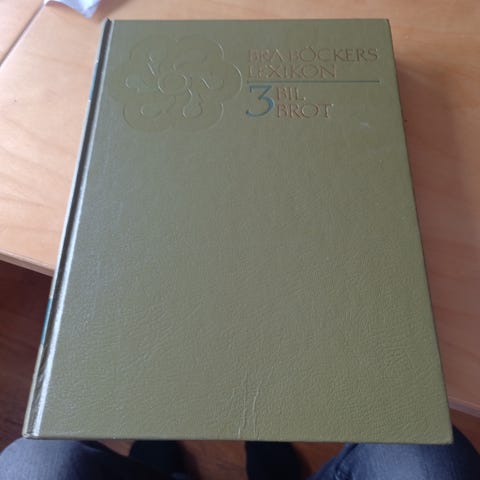 BRA BÖCKERS
LEXIKON
3 BIL
BROT